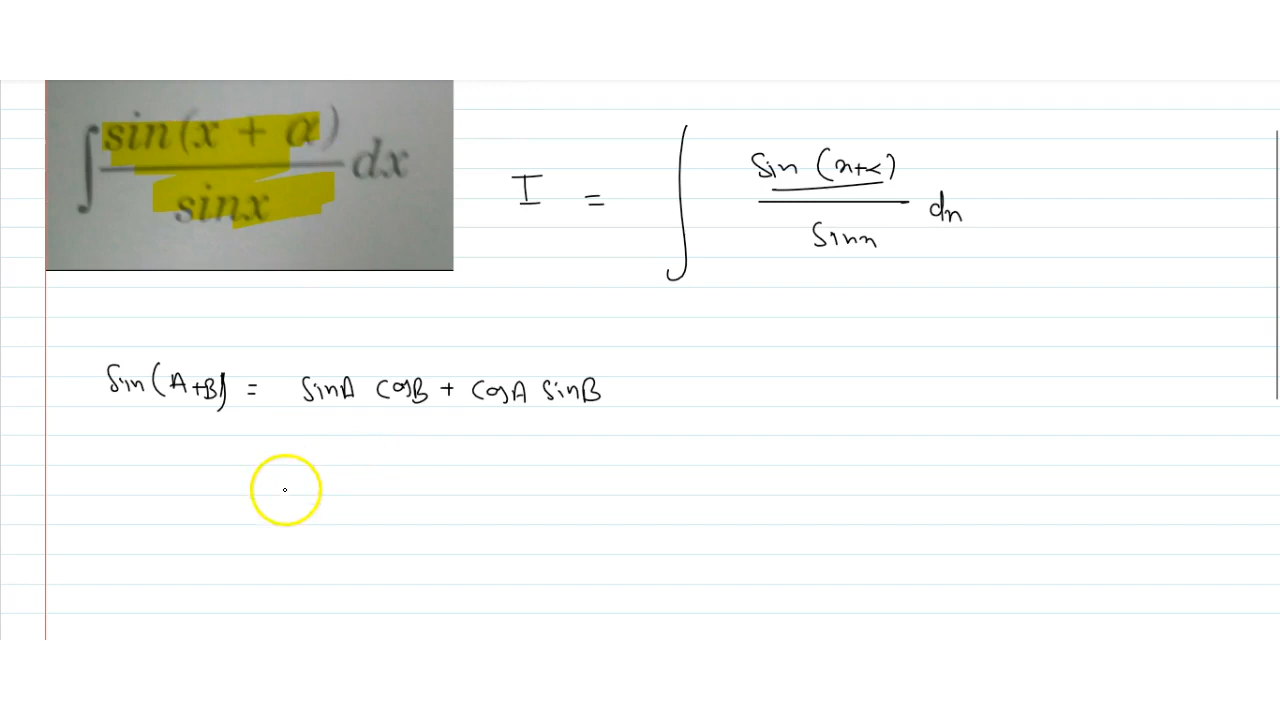 ∫ sin(x + α) / sinx dx
I = ∫ sin (x+α) / sinx dx
sin(A+B) = sinA cosB + cosA sinB